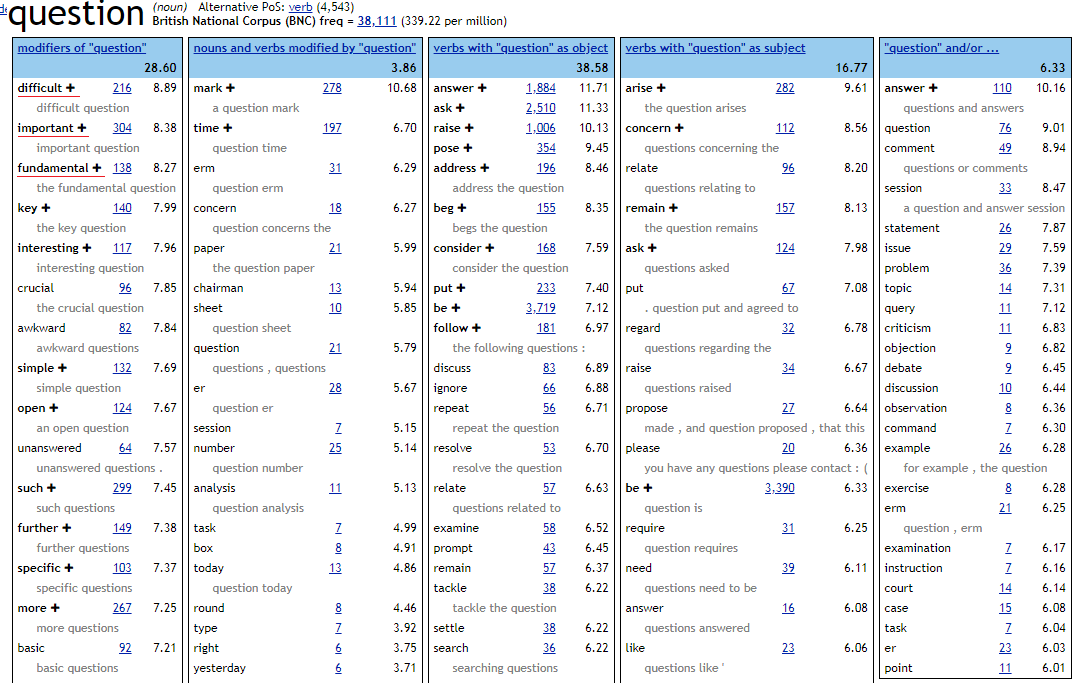 question (noun) Alternative PoS: verb (4,543)
British National Corpus (BNC) freq = 38,111 (339.22 per million)
modifiers of "question"
28.60
difficult + 216 8.89
difficult question
important + 304 8.38
important question
fundamental + 138 8.27
the fundamental question
key + 140 7.99
the key question
interesting + 117 7.96
interesting question
crucial 96 7.85
the crucial question
awkward 82 7.84
awkward questions
simple + 132 7.69
simple question
open + 124 7.67
an open question
unanswered 64 7.57
unanswered questions .
such + 299 7.45
such questions
further + 149 7.38
further questions
specific + 103 7.37
specific questions
more + 267 7.25
more questions
basic 92 7.21
basic questions
nouns and verbs modified by "question"
3.86
mark + 278 10.68
a question mark
time + 197 6.70
question time
erm 31 6.29
question erm
concern 18 6.27
question concerns the
paper 21 5.99
the question paper
chairman 13 5.94
sheet 10 5.85
question sheet
question 21 5.79
questions , questions
er 28 5.67
question er
session 7 5.15
number 25 5.14
question number
analysis 11 5.13
question analysis
task 7 4.99
box 8 4.91
today 13 4.86
question today
round 8 4.46
type 7 3.92
right 6 3.75
yesterday 6 3.71
verbs with "question" as object
38.58
answer + 1,884 11.71
ask + 2,510 11.33
raise + 1,006 10.13
pose + 354 9.45
address + 196 8.46
address the question
beg + 155 8.35
begs the question
consider + 168 7.59
consider the question
put + 233 7.40
be + 3,719 7.12
follow + 181 6.97
the following questions :
discuss 83 6.89
ignore 66 6.88
repeat 56 6.71
repeat the question
resolve 53 6.70
resolve the question
relate 57 6.63
questions related to
examine 58 6.52
prompt 43 6.45
remain 57 6.37
tackle 38 6.22
tackle the question
settle 38 6.22
search 36 6.22
searching questions
verbs with "question" as subject
16.77
arise + 282 9.61
the question arises
concern + 112 8.56
questions concerning the
relate 96 8.20
questions relating to
remain + 157 8.13
the question remains
ask + 124 7.98
questions asked
put 67 7.08
. question put and agreed to
regard 32 6.78
questions regarding the
raise 34 6.67
questions raised
propose 27 6.64
made , and question proposed , that this
please 20 6.36
you have any questions please contact : (
be + 3,390 6.33
question is
require 31 6.25
question requires
need 39 6.11
questions need to be
answer 16 6.08
questions answered
like 23 6.06
questions like '
"question" and/or ...
6.33
answer + 110 10.16
questions and answers
question 76 9.01
comment 49 8.94
questions or comments
session 33 8.47
a question and answer session
statement 26 7.87
issue 29 7.59
problem 36 7.39
topic 14 7.31
query 11 7.12
criticism 11 6.83
objection 9 6.82
debate 9 6.45
discussion 10 6.44
observation 8 6.36
command 7 6.30
example 26 6.28
for example , the question
exercise 8 6.28
erm 21 6.25
question , erm
examination 7 6.17
instruction 7 6.16
court 14 6.14
case 15 6.08
task 7 6.04
er 23 6.03
point 11 6.01